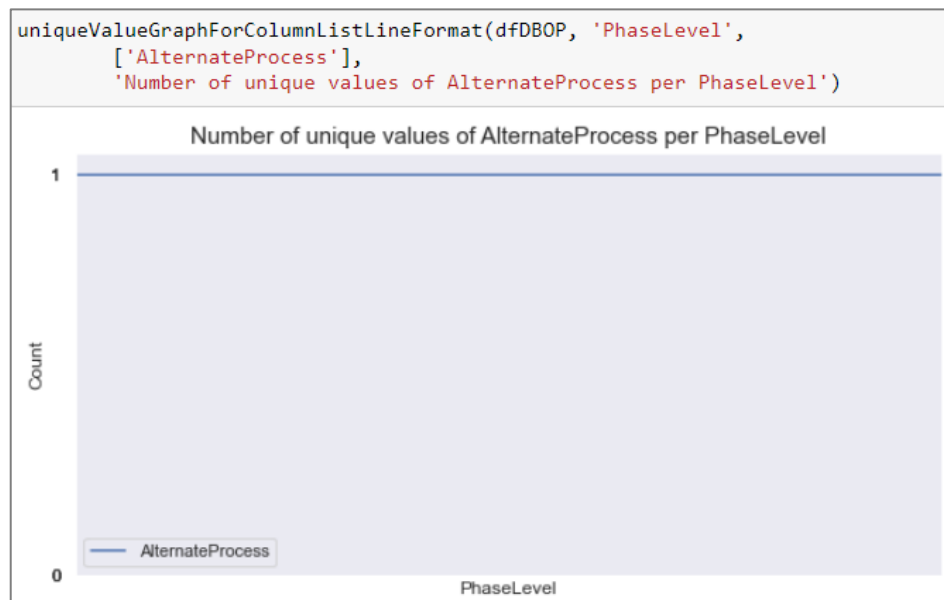 uniqueValueGraphForColumnListLineFormat(dfDBOP, 'PhaseLevel',
['AlternateProcess'],
'Number of unique values of AlternateProcess per PhaseLevel')
Number of unique values of AlternateProcess per PhaseLevel
1
Count
AlternateProcess
0
PhaseLevel